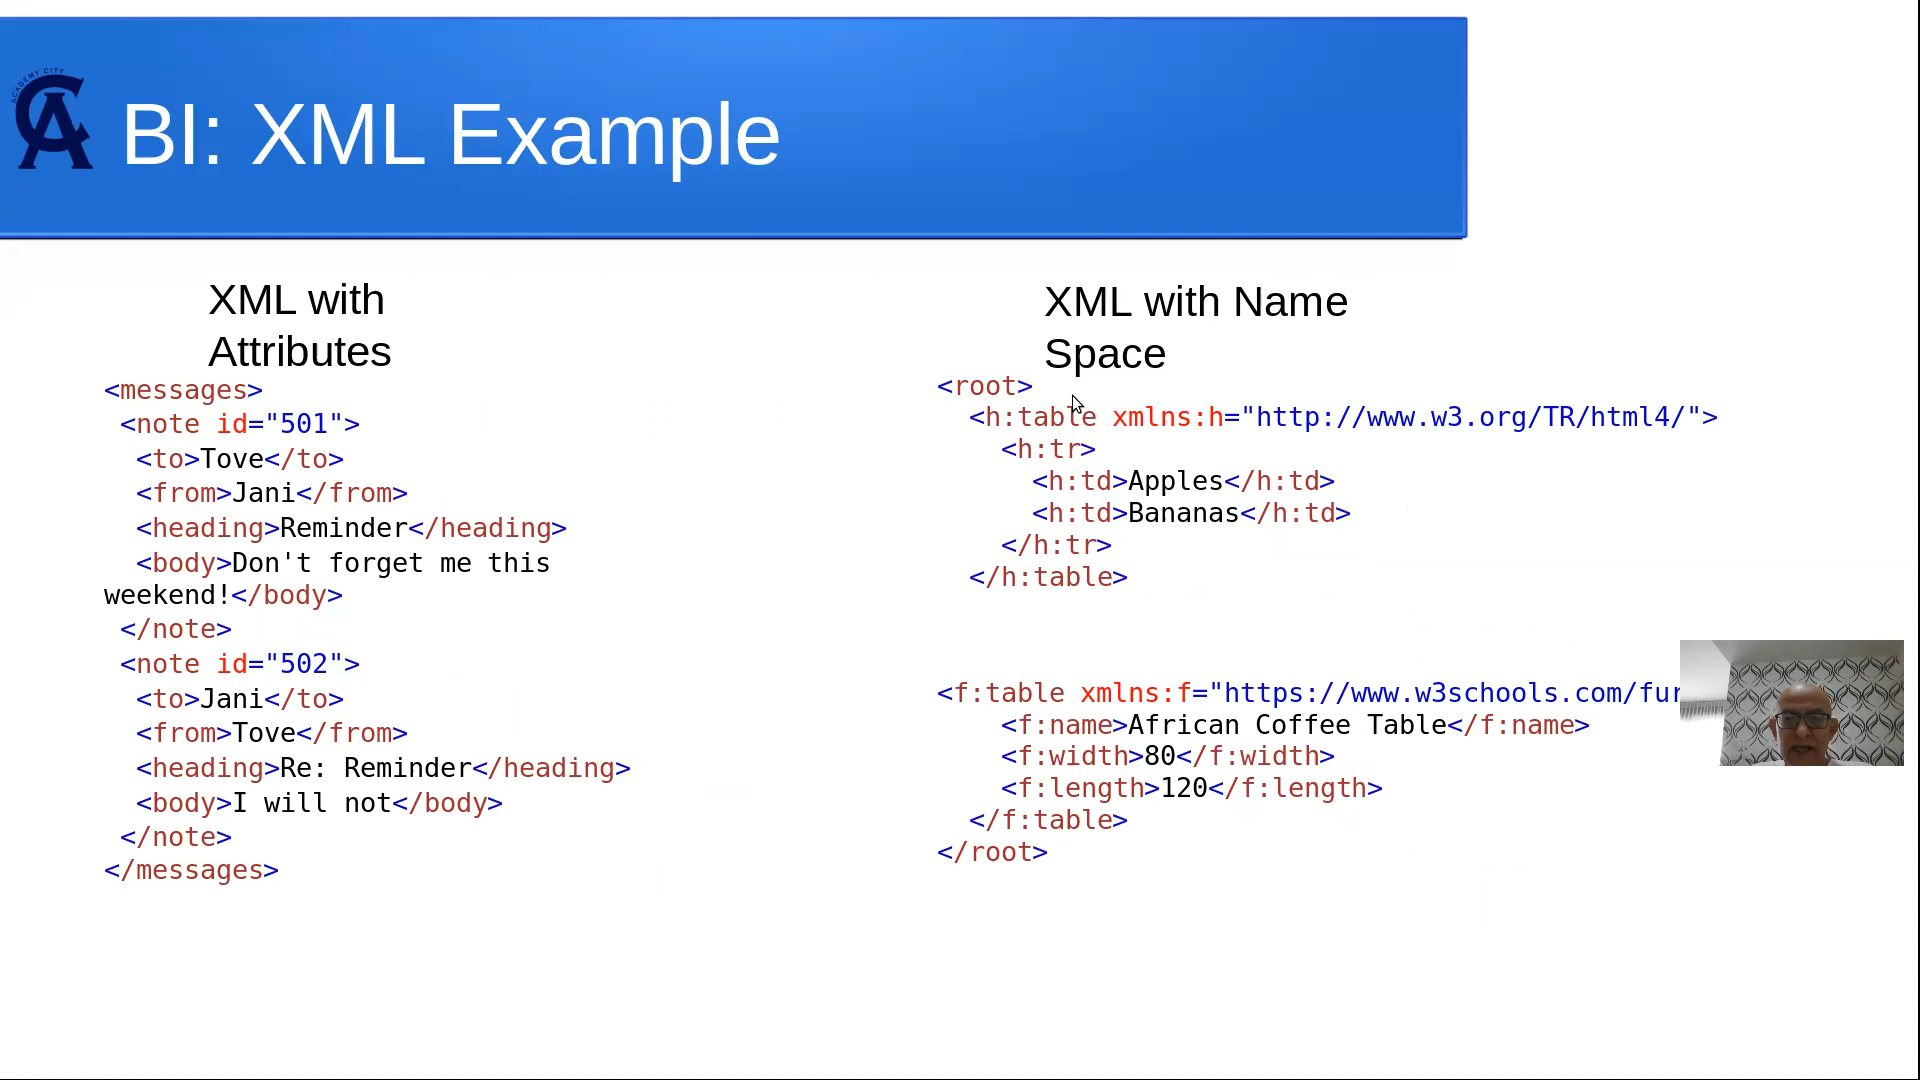 ACADEMY CITY
BI: XML Example
XML with
Attributes
<messages>
<note id="501">
<to>Tove</to>
<from>Jani</from>
<heading>Reminder</heading>
<body>Don't forget me this
weekend!</body>
</note>
<note id="502">
<to>Jani</to>
<from>Tove</from>
<heading>Re: Reminder</heading>
<body>I will not</body>
</note>
</messages>
XML with Name
Space
<root>
<h:table xmlns:h="http://www.w3.org/TR/html4/">
<h:tr>
<h:td>Apples</h:td>
<h:td>Bananas</h:td>
</h:tr>
</h:table>
<f:table xmlns:f="https://www.w3schools.com/fur
<f:name>African Coffee Table</f:name>
<f:width>80</f:width>
<f:length>120</f:length>
</f:table>
</root>